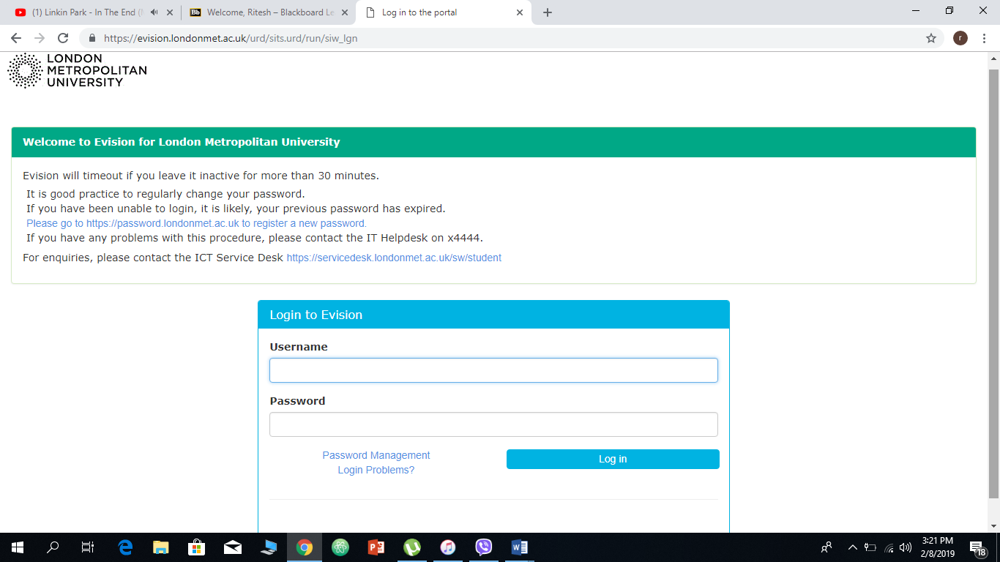 (1) Linkin Park - In The End (
Welcome, Ritesh – Blackboard Le
Log in to the portal
https://evision.londonmet.ac.uk/urd/sits.urd/run/siw_lgn
r
LONDON
METROPOLITAN
UNIVERSITY
Welcome to Evision for London Metropolitan University
Evision will timeout if you leave it inactive for more than 30 minutes.
It is good practice to regularly change your password.
If you have been unable to login, it is likely, your previous password has expired.
Please go to https://password.londonmet.ac.uk to register a new password.
If you have any problems with this procedure, please contact the IT Helpdesk on x4444.
For enquiries, please contact the ICT Service Desk https://servicedesk.londonmet.ac.uk/sw/student
Login to Evision
Username
Password
Password Management
Login Problems?
Log in
3:21 PM
2/8/2019
18